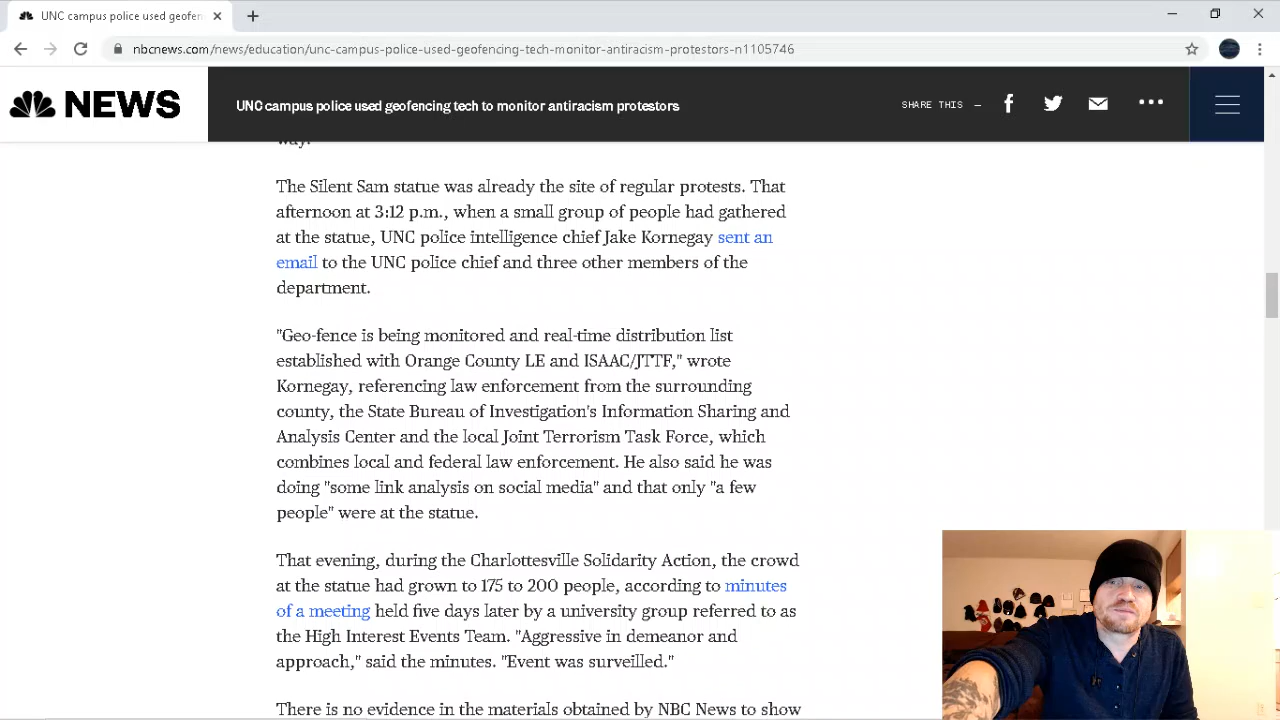 UNC campus police used geofen
nbcnews.com/news/education/unc-campus-police-used-geofencing-tech-monitor-antiracism-protestors-n1105746
NEWS
UNC campus police used geofencing tech to monitor antiracism protestors
SHARE THIS —
way.
The Silent Sam statue was already the site of regular protests. That
afternoon at 3:12 p.m., when a small group of people had gathered
at the statue, UNC police intelligence chief Jake Kornegay sent an
email to the UNC police chief and three other members of the
department.
"Geo-fence is being monitored and real-time distribution list
established with Orange County LE and ISAAC/JTTF," wrote
Kornegay, referencing law enforcement from the surrounding
county, the State Bureau of Investigation's Information Sharing and
Analysis Center and the local Joint Terrorism Task Force, which
combines local and federal law enforcement. He also said he was
doing "some link analysis on social media" and that only "a few
people" were at the statue.
That evening, during the Charlottesville Solidarity Action, the crowd
at the statue had grown to 175 to 200 people, according to minutes
of a meeting held five days later by a university group referred to as
the High Interest Events Team. "Aggressive in demeanor and
approach," said the minutes. "Event was surveilled."
There is no evidence in the materials obtained by NBC News to show